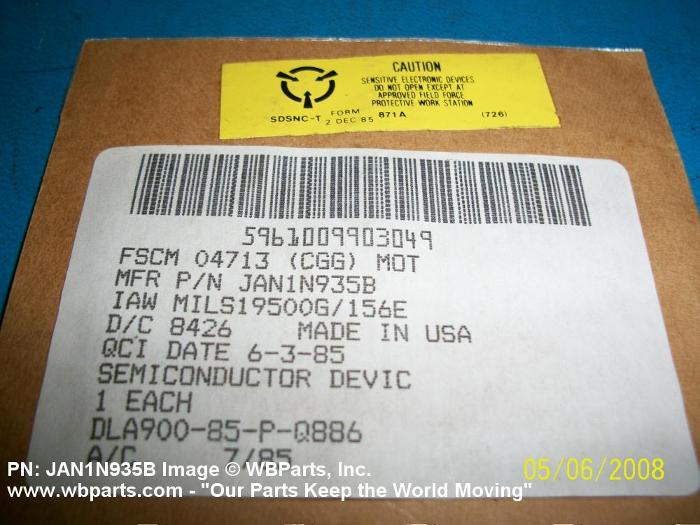 CAUTION
SENSITIVE ELECTRONIC DEVICES
DO NOT OPEN EXCEPT AT
APPROVED FIELD FORCE
PROTECTIVE WORK STATION
SDSNC-T FORM 871A (726)
2 DEC 85
5961009903049
FSCM 04713 (CGG) MOT
MFR P/N JAN1N935B
IAW MILS19500G/156E
D/C 8426 MADE IN USA
QCI DATE 6-3-85
SEMICONDUCTOR DEVIC
1 EACH
DLA900-85-P-Q886
A/C 7/85
PN: JAN1N935B Image © WBParts, Inc.
05/06/2008
www.wbparts.com - "Our Parts Keep the World Moving"